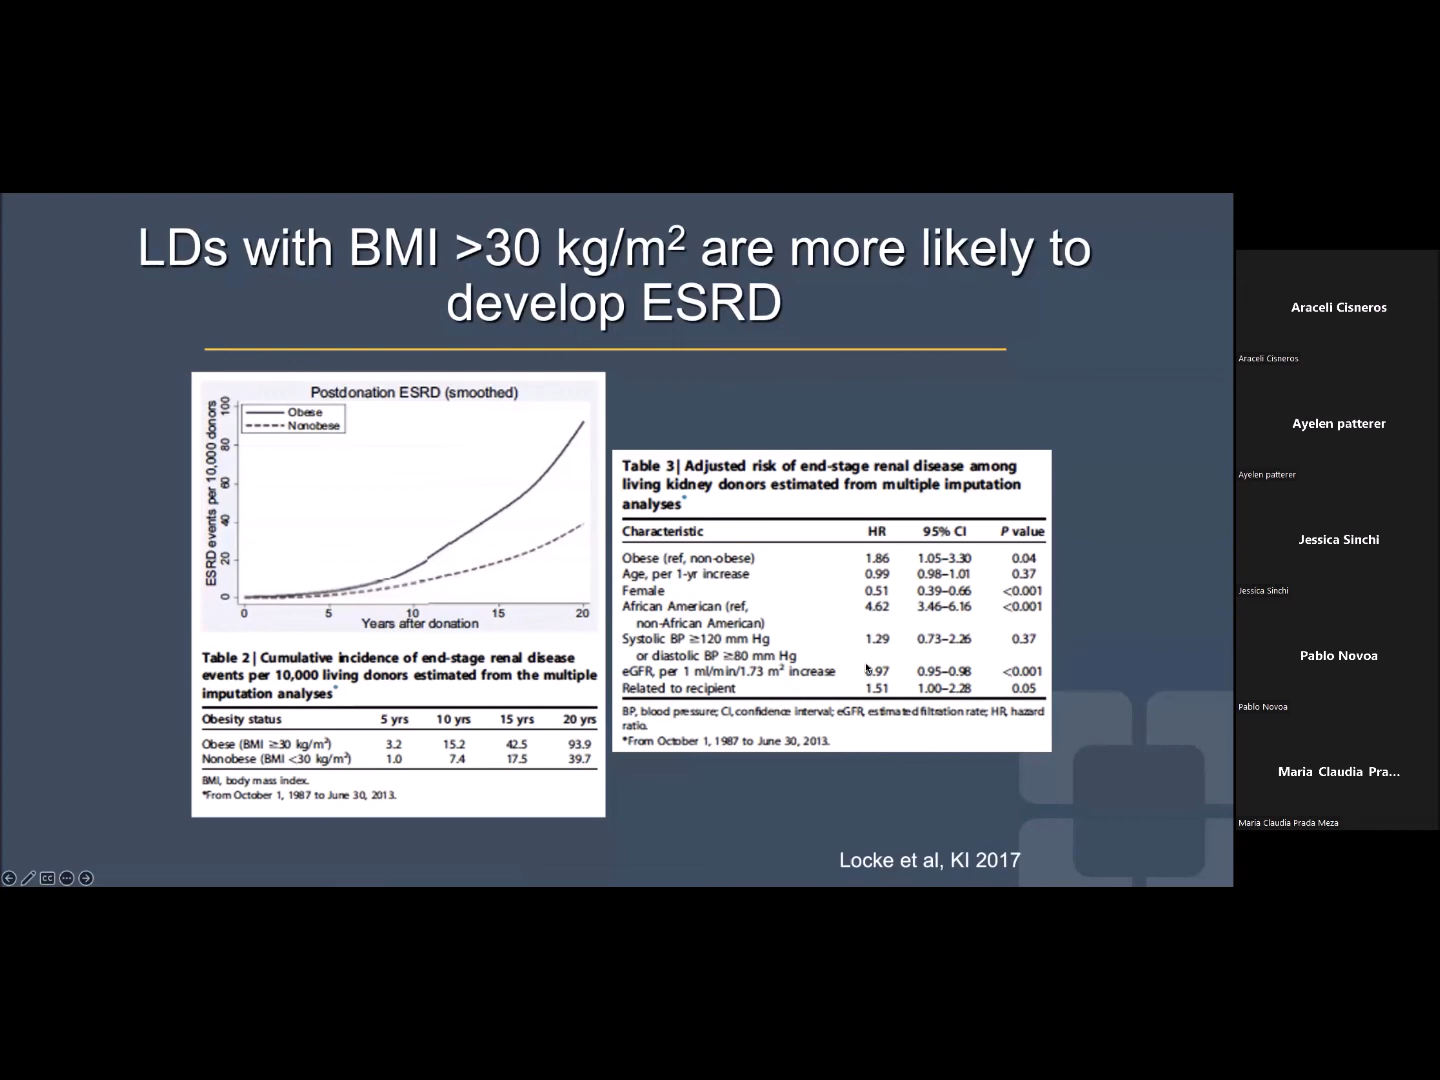 LDs with BMI >30 kg/m² are more likely to
develop ESRD
Postdonation ESRD (smoothed)
Obese
Nonobese
ESRD events per 10,000 donors
100
80
60
40
20
0
0 5 10 15 20
Years after donation
Table 2| Cumulative incidence of end-stage renal disease
events per 10,000 living donors estimated from the multiple
imputation analyses*
Obesity status 5 yrs 10 yrs 15 yrs 20 yrs
Obese (BMI ≥30 kg/m²) 3.2 15.2 42.5 93.9
Nonobese (BMI <30 kg/m²) 1.0 7.4 17.5 39.7
BMI, body mass index.
*From October 1, 1987 to June 30, 2013.
Table 3| Adjusted risk of end-stage renal disease among
living kidney donors estimated from multiple imputation
analyses*
Characteristic HR 95% CI P value
Obese (ref, non-obese) 1.86 1.05–3.30 0.04
Age, per 1-yr increase 0.99 0.98–1.01 0.37
Female 0.51 0.39–0.66 <0.001
African American (ref, 4.62 3.46–6.16 <0.001
non-African American)
Systolic BP ≥120 mm Hg 1.29 0.73–2.26 0.37
or diastolic BP ≥80 mm Hg
eGFR, per 1 ml/min/1.73 m² increase 0.97 0.95–0.98 <0.001
Related to recipient 1.51 1.00–2.28 0.05
BP, blood pressure; CI, confidence interval; eGFR, estimated filtration rate; HR, hazard
ratio.
*From October 1, 1987 to June 30, 2013.
Locke et al, KI 2017
CC
Araceli Cisneros
Araceli Cisneros
Ayelen patterer
Ayelen patterer
Jessica Sinchi
Jessica Sinchi
Pablo Novoa
Pablo Novoa
Maria Claudia Pra...
Maria Claudia Prada Meza